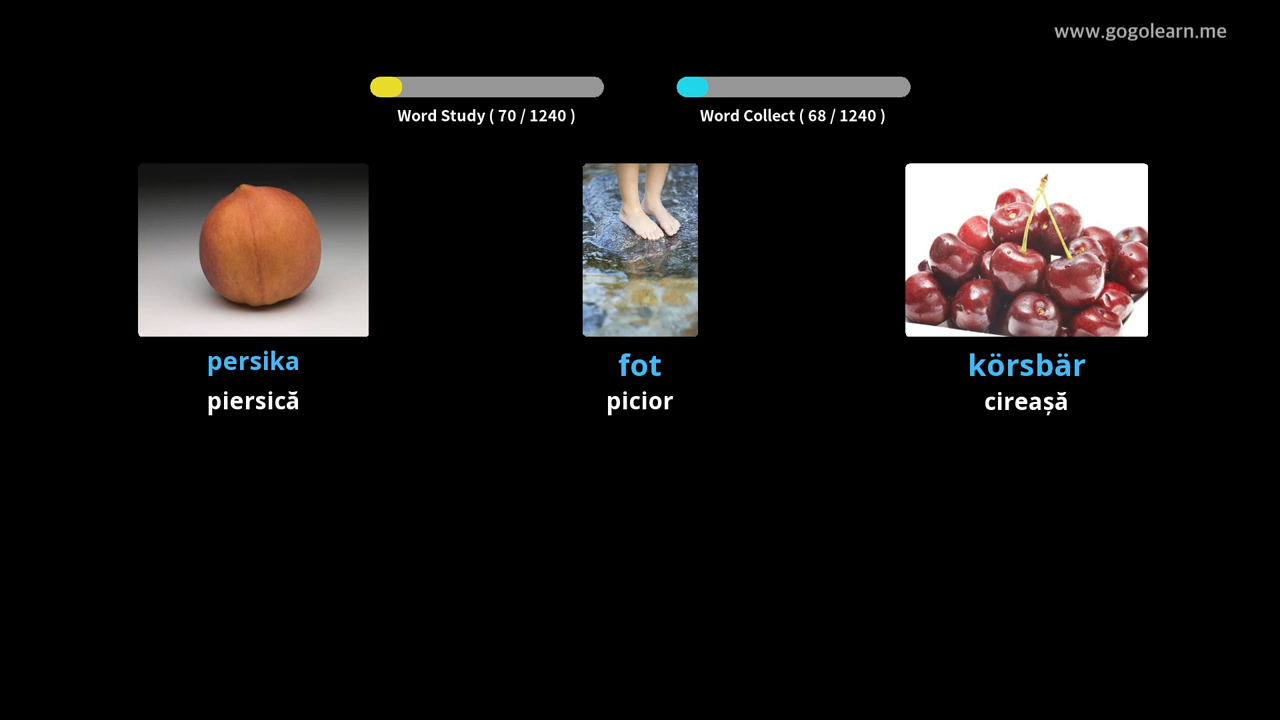 www.gogolearn.me
Word Study ( 70 / 1240 )
Word Collect ( 68 / 1240 )
persika
piersică
fot
picior
körsbär
cireașă